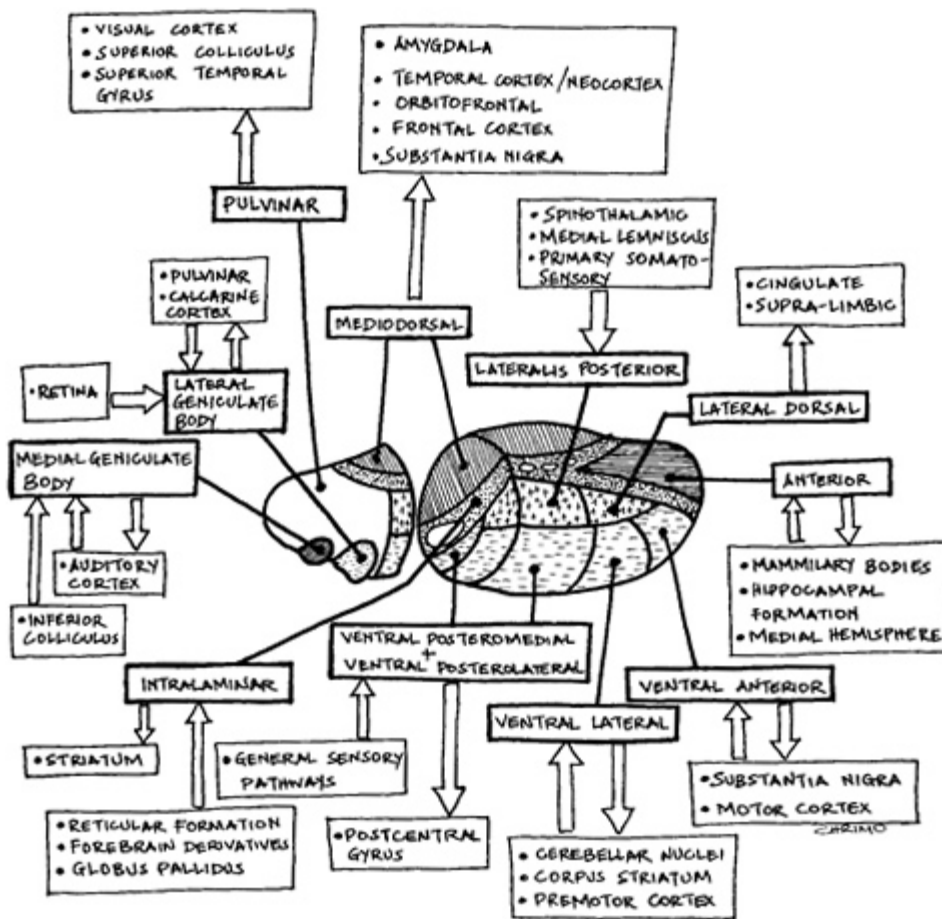 • VISUAL CORTEX
• SUPERIOR COLLICULUS
• SUPERIOR TEMPORAL
GYRUS
• AMYGDALA
• TEMPORAL CORTEX/NEOCORTEX
• ORBITOFRONTAL
• FRONTAL CORTEX
• SUBSTANTIA NIGRA
PULVINAR
• SPINOTHALAMIC
• MEDIAL LEMNISCUS
• PRIMARY SOMATO-
SENSORY
• PULVINAR
• CALCARINE
CORTEX
• CINGULATE
• SUPRA-LIMBIC
MEDIODORSAL
LATERALIS POSTERIOR
• RETINA
LATERAL
GENICULATE
BODY
LATERAL DORSAL
MEDIAL GENICULATE
BODY
ANTERIOR
• AUDITORY
CORTEX
• INFERIOR
COLLICULUS
• MAMMILARY BODIES
• HIPPOCAMPAL
FORMATION
• MEDIAL HEMISPHERE
VENTRAL POSTEROMEDIAL
+
VENTRAL POSTEROLATERAL
INTRALAMINAR
VENTRAL ANTERIOR
VENTRAL LATERAL
• STRIATUM
• GENERAL SENSORY
PATHWAYS
• SUBSTANTIA NIGRA
• MOTOR CORTEX
ZHRIMO
• RETICULAR FORMATION
• FOREBRAIN DERIVATIVES
• GLOBUS PALLIDUS
• POSTCENTRAL
GYRUS
• CEREBELLAR NUCLEI
• CORPUS STRIATUM
• PREMOTOR CORTEX